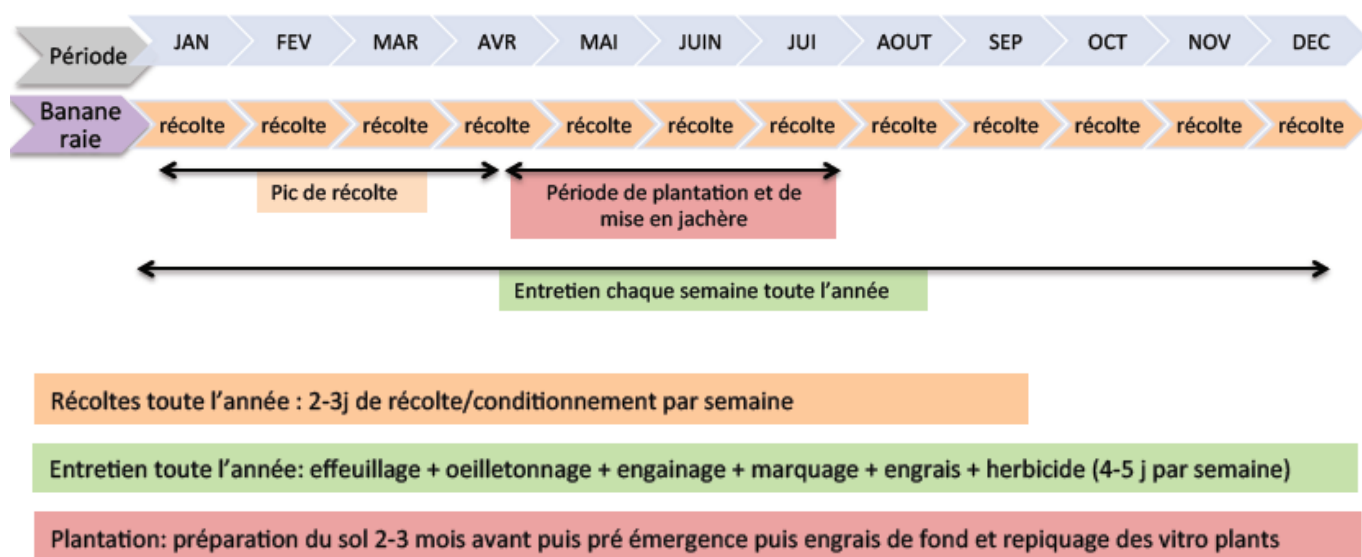 Période JAN FEV MAR AVR MAI JUIN JUI AOUT SEP OCT NOV DEC
Banane
raie
récolte récolte récolte récolte récolte récolte récolte récolte récolte récolte récolte récolte
Pic de récolte
Période de plantation et de
mise en jachère
Entretien chaque semaine toute l'année
Récoltes toute l'année : 2-3j de récolte/conditionnement par semaine
Entretien toute l'année: effeuillage + oeilletonnage + engainage + marquage + engrais + herbicide (4-5 j par semaine)
Plantation: préparation du sol 2-3 mois avant puis pré émergence puis engrais de fond et repiquage des vitro plants